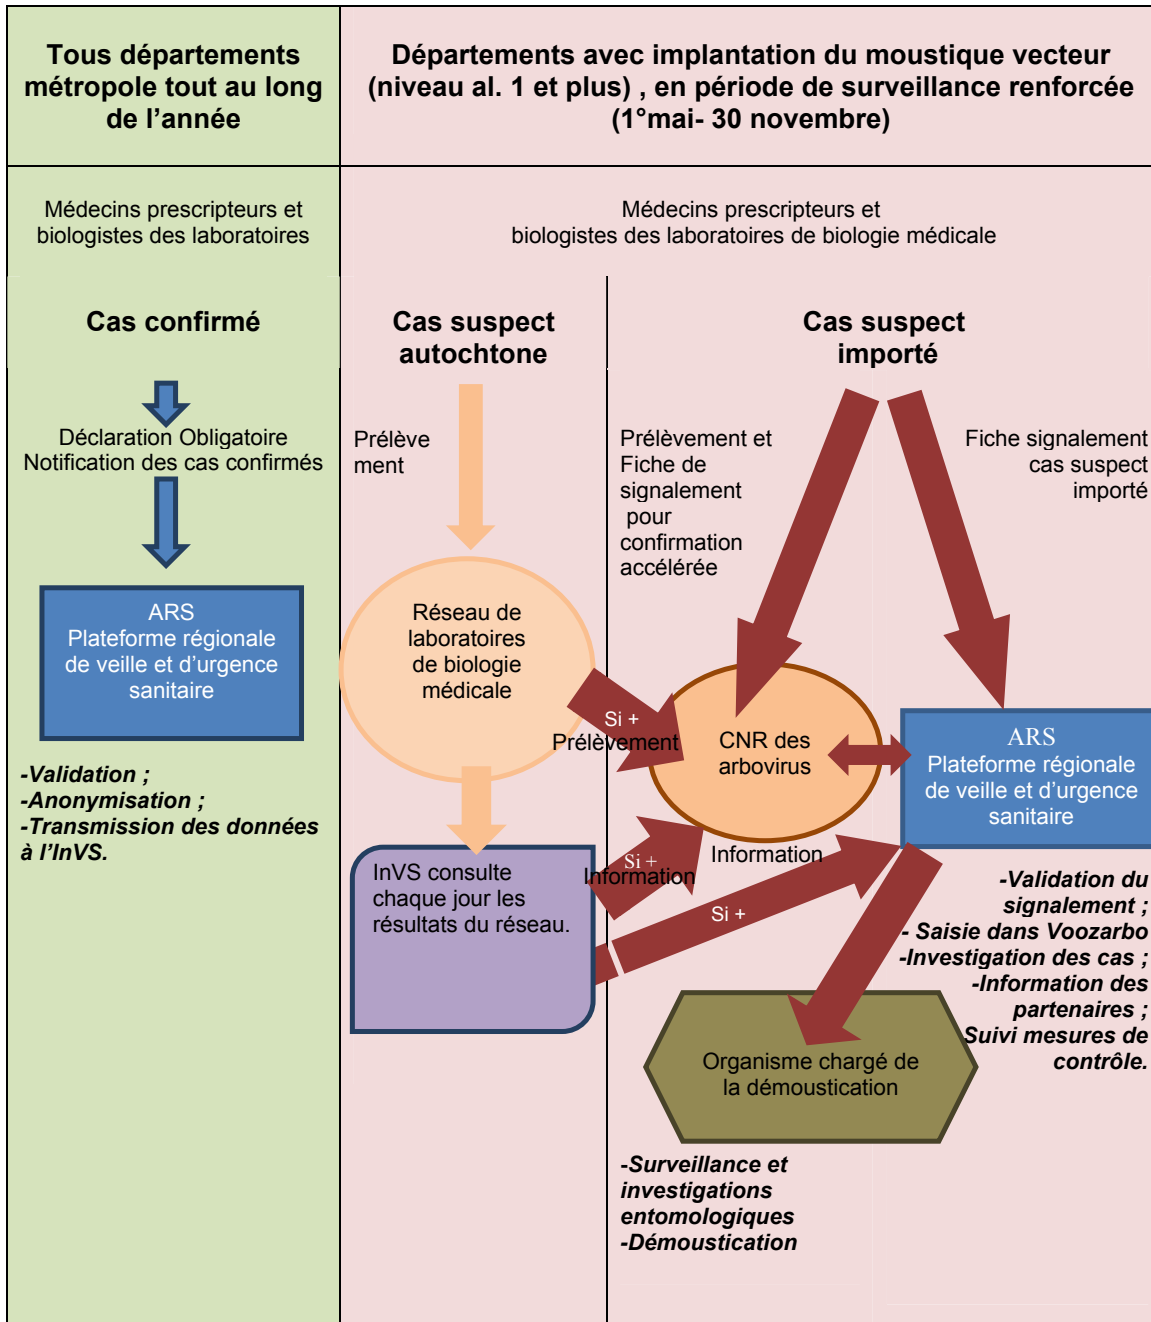 Tous départements
métropole tout au long
de l'année
Départements avec implantation du moustique vecteur
(niveau al. 1 et plus) , en période de surveillance renforcée
(1°mai- 30 novembre)
Médecins prescripteurs et
biologistes des laboratoires
Médecins prescripteurs et
biologistes des laboratoires de biologie médicale
Cas confirmé
Déclaration Obligatoire
Notification des cas confirmés
ARS
Plateforme régionale
de veille et d'urgence
sanitaire
-Validation ;
-Anonymisation ;
-Transmission des données
à l'InVS.
Cas suspect
autochtone
Prélève
ment
Réseau de
laboratoires
de biologie
médicale
InVS consulte
chaque jour les
résultats du réseau.
Cas suspect
importé
Prélèvement et
Fiche de
signalement
pour
confirmation
accélérée
Fiche signalement
cas suspect
importé
Si +
Prélèvement
CNR des
arbovirus
ARS
Plateforme régionale
de veille et d'urgence
sanitaire
Si +
Information
Information
Si +
-Validation du
signalement ;
- Saisie dans Voozarbo
-Investigation des cas ;
-Information des
partenaires ;
Suivi mesures de
contrôle.
Organisme chargé de
la démoustication
-Surveillance et
investigations
entomologiques
-Démoustication